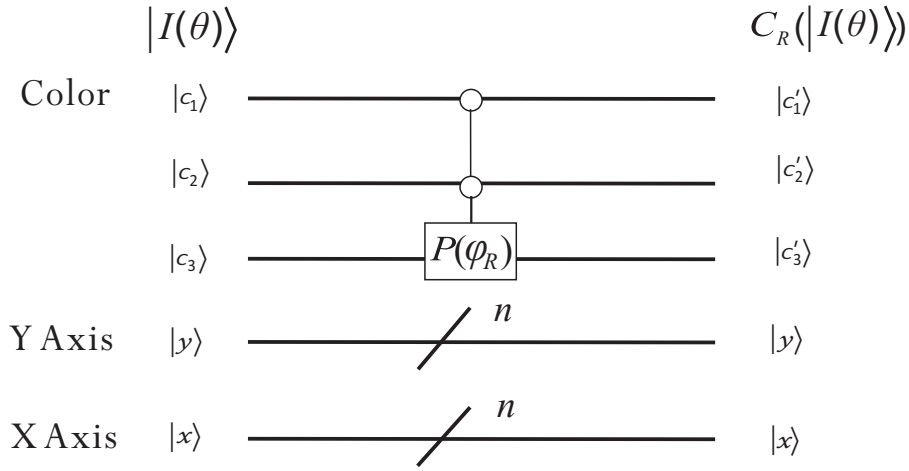 |I(θ)⟩ C_R(|I(θ)⟩)
Color |c₁⟩ |c′₁⟩
|c₂⟩ |c′₂⟩
|c₃⟩ P(φ_R) |c′₃⟩
n
Y Axis |y⟩ |y⟩
n
X Axis |x⟩ |x⟩